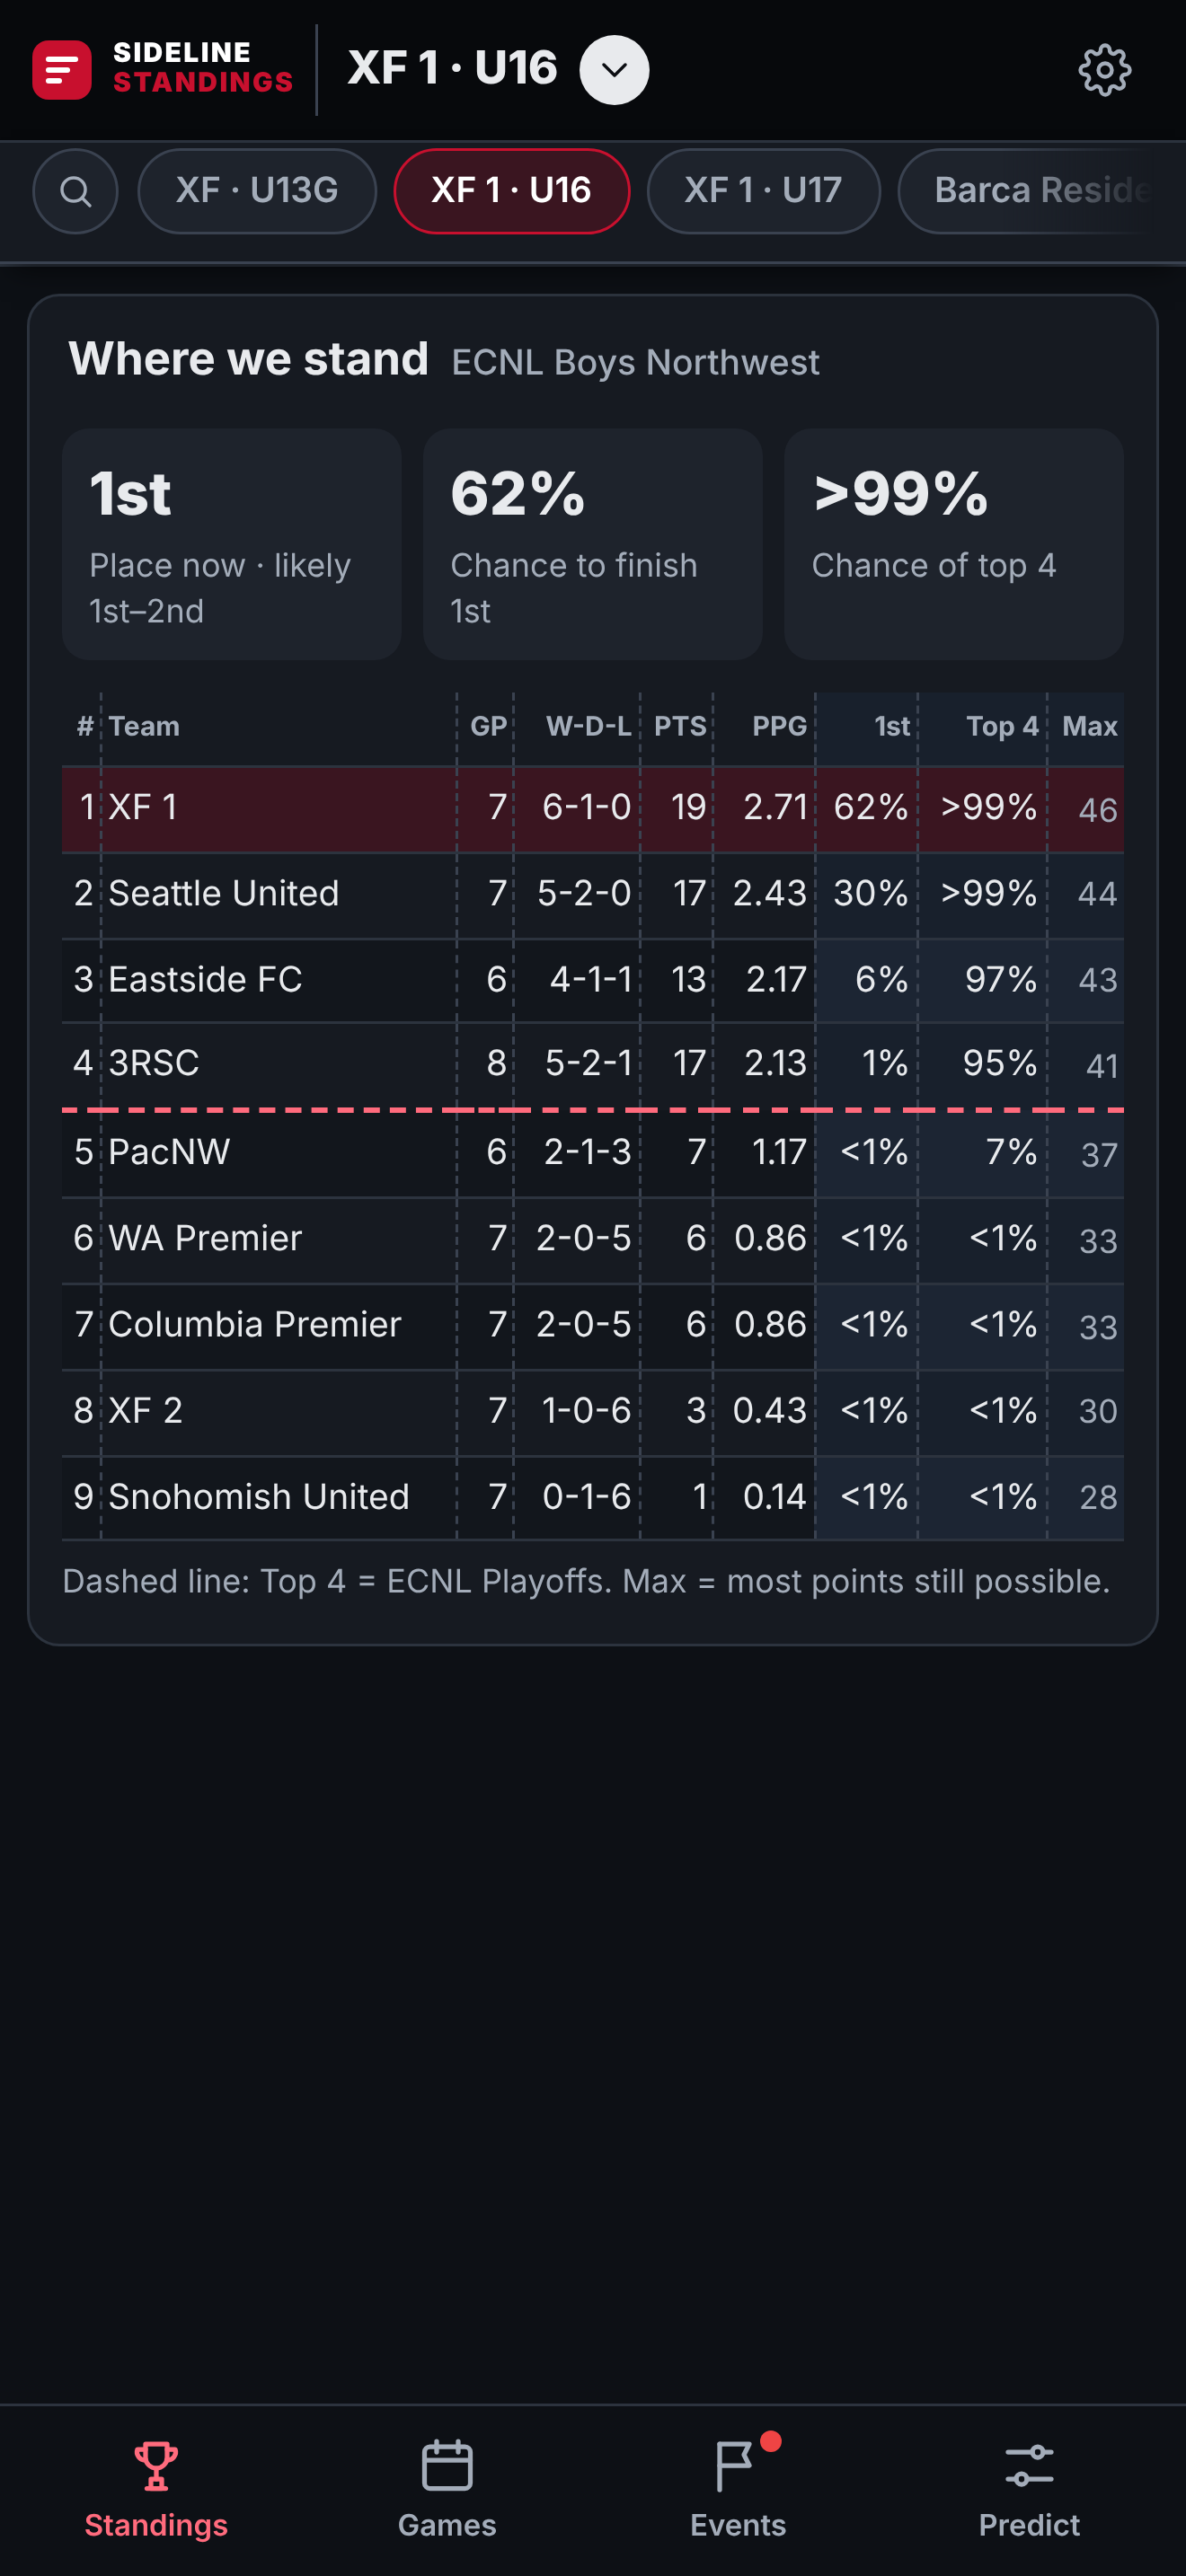 SIDELINE
STANDINGS
XF 1 · U16
XF · U13G
XF 1 · U16
XF 1 · U17
Barca Reside
Where we stand ECNL Boys Northwest
1st
Place now · likely
1st–2nd
62%
Chance to finish
1st
>99%
Chance of top 4
# Team GP W-D-L PTS PPG 1st Top 4 Max
1 XF 1 7 6-1-0 19 2.71 62% >99% 46
2 Seattle United 7 5-2-0 17 2.43 30% >99% 44
3 Eastside FC 6 4-1-1 13 2.17 6% 97% 43
4 3RSC 8 5-2-1 17 2.13 1% 95% 41
5 PacNW 6 2-1-3 7 1.17 <1% 7% 37
6 WA Premier 7 2-0-5 6 0.86 <1% <1% 33
7 Columbia Premier 7 2-0-5 6 0.86 <1% <1% 33
8 XF 2 7 1-0-6 3 0.43 <1% <1% 30
9 Snohomish United 7 0-1-6 1 0.14 <1% <1% 28
Dashed line: Top 4 = ECNL Playoffs. Max = most points still possible.
Standings
Games
Events
Predict